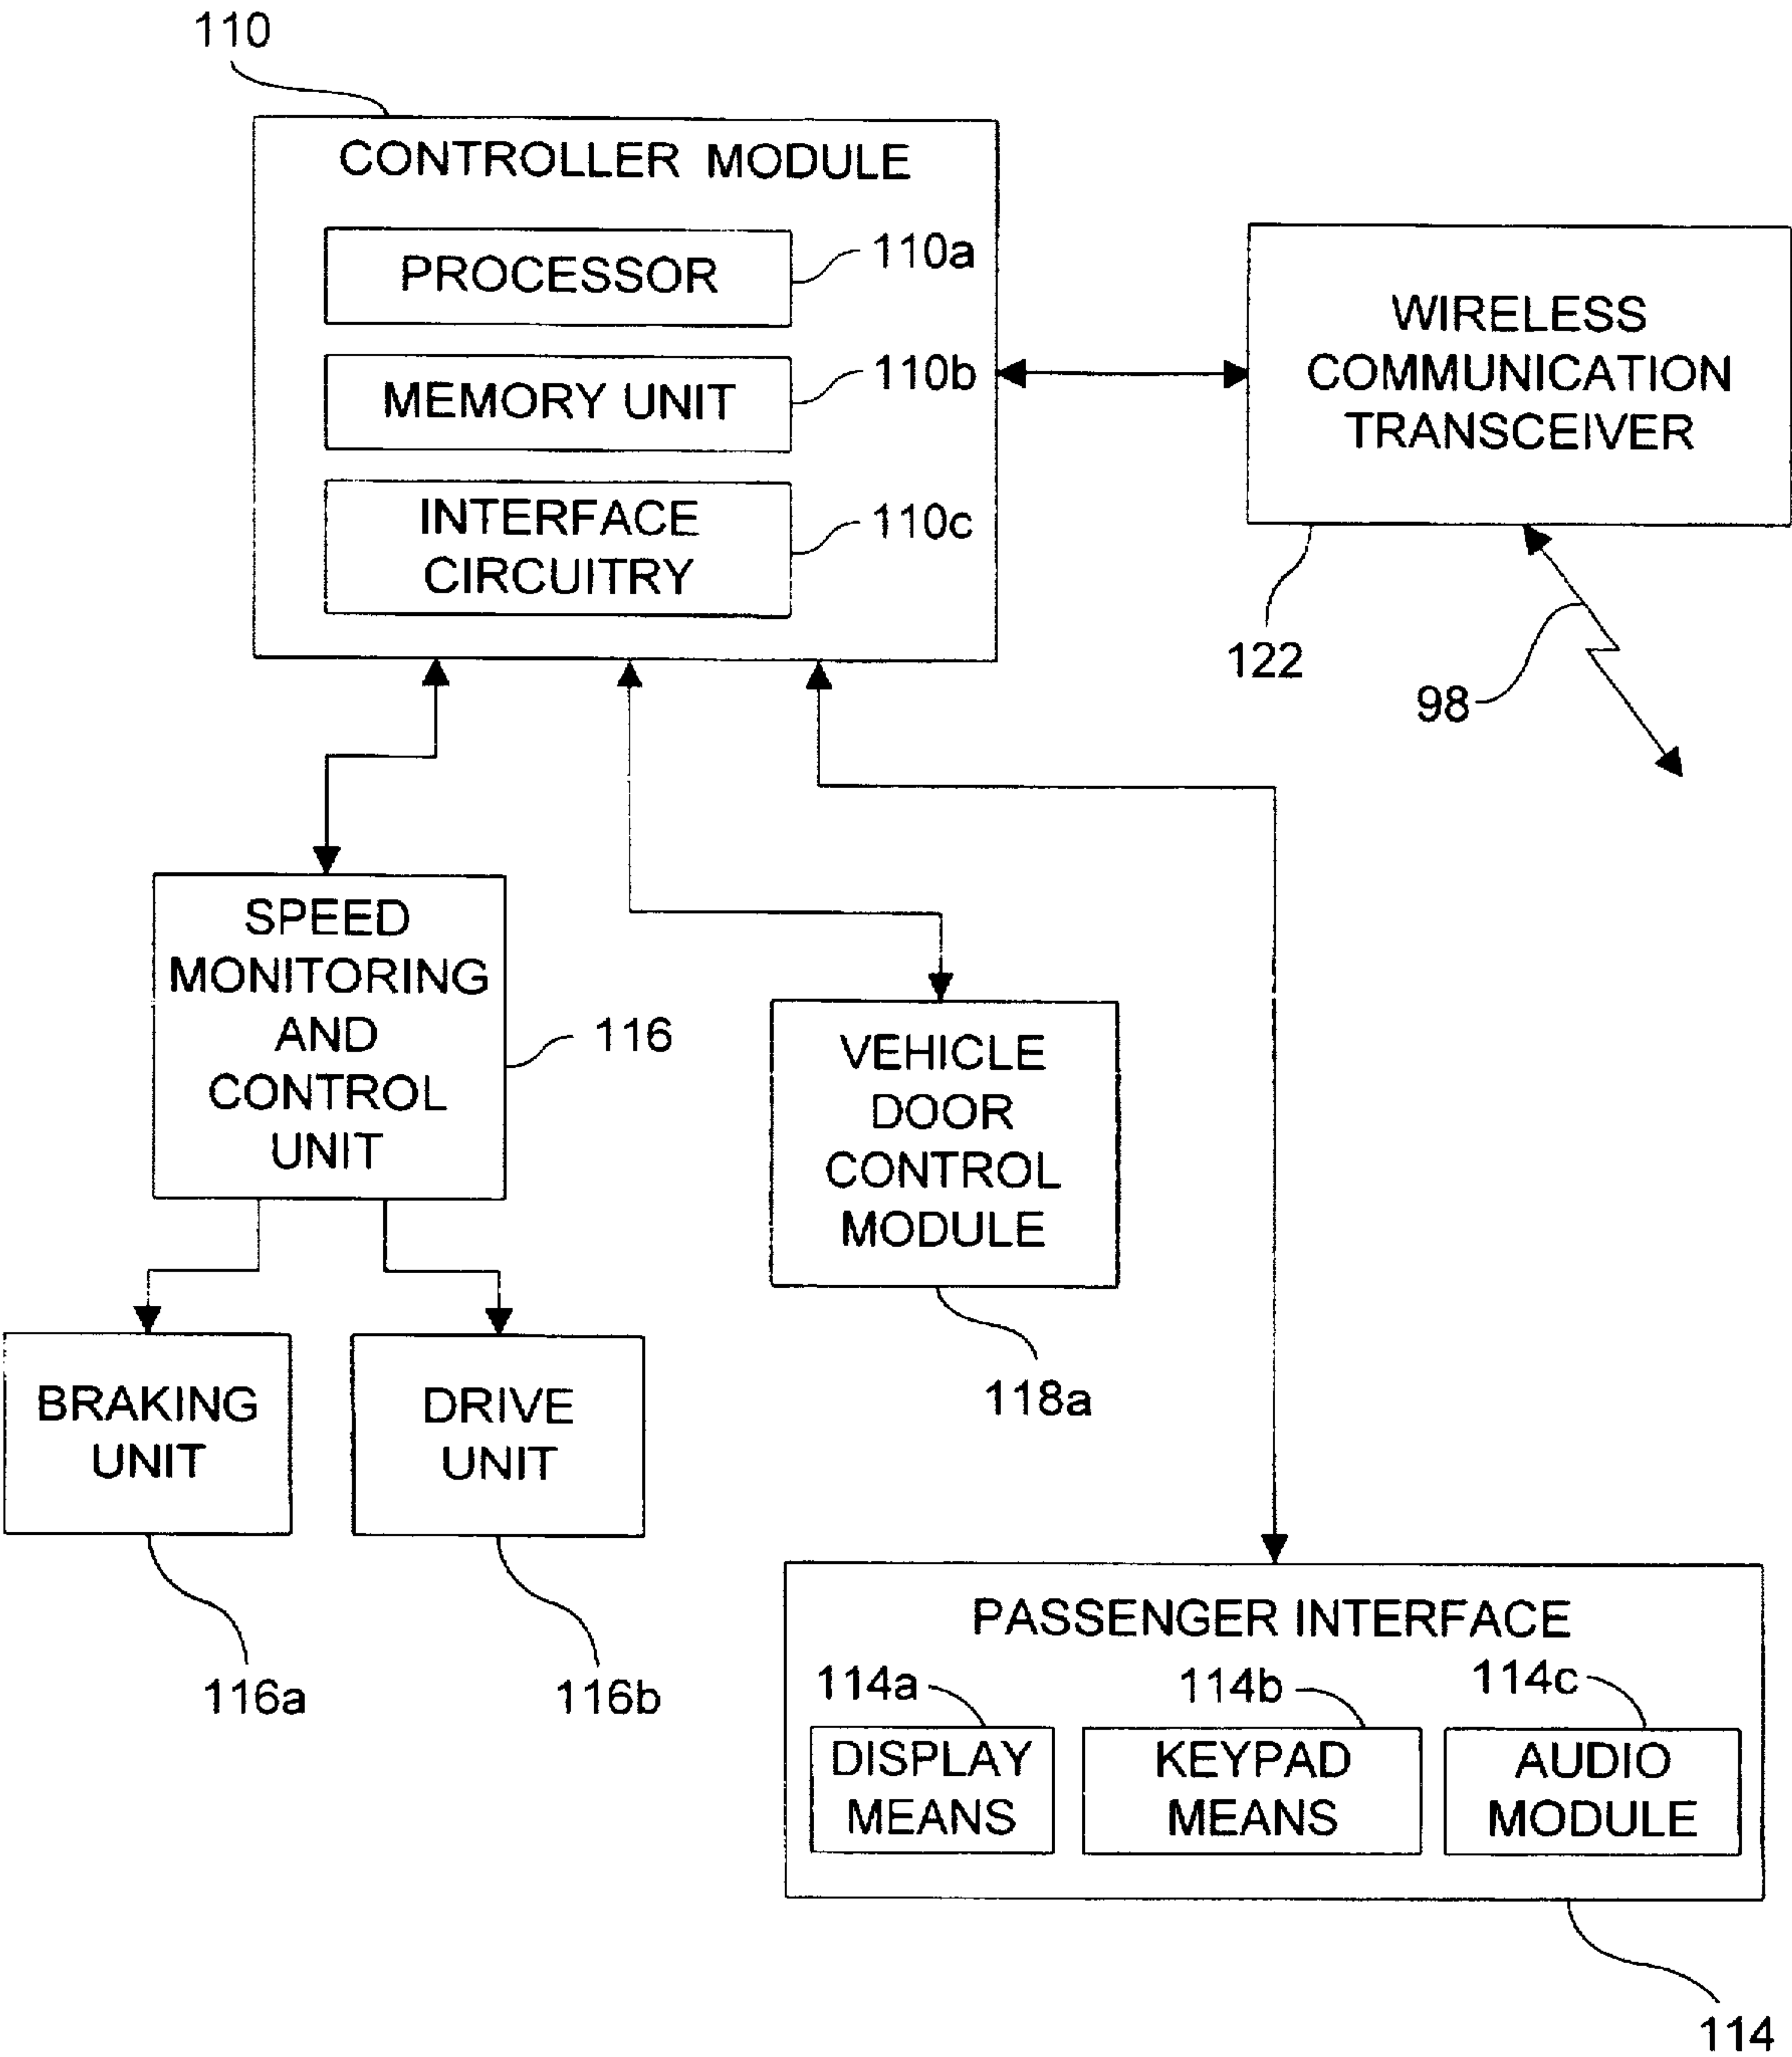 110
CONTROLLER MODULE
PROCESSOR
110a
MEMORY UNIT
110b
INTERFACE
CIRCUITRY
110c
WIRELESS
COMMUNICATION
TRANSCEIVER
122
98
SPEED
MONITORING
AND
CONTROL
UNIT
116
VEHICLE
DOOR
CONTROL
MODULE
118a
BRAKING
UNIT
116a
DRIVE
UNIT
116b
PASSENGER INTERFACE
114a
114b
114c
DISPLAY
MEANS
KEYPAD
MEANS
AUDIO
MODULE
114